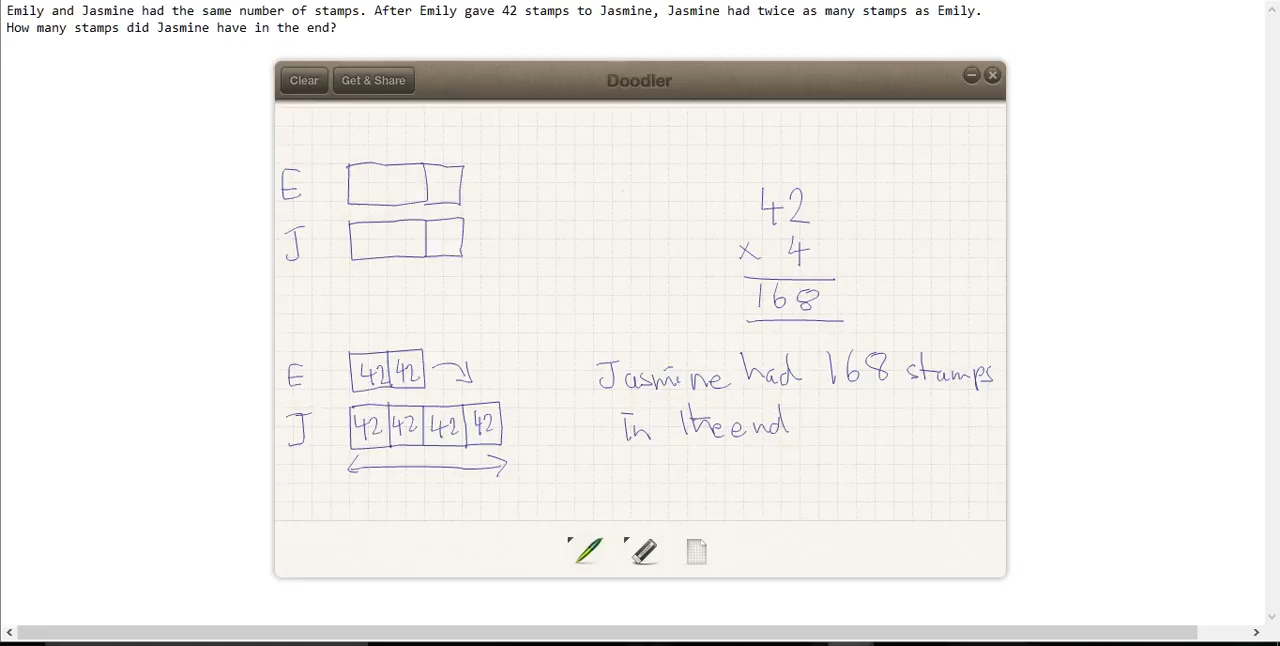 Emily and Jasmine had the same number of stamps. After Emily gave 42 stamps to Jasmine, Jasmine had twice as many stamps as Emily.
How many stamps did Jasmine have in the end?
Clear Get & Share Doodler
E
J
42
x 4
168
E 42 42
J 42 42 42 42
Jasmine had 168 stamps
in the end